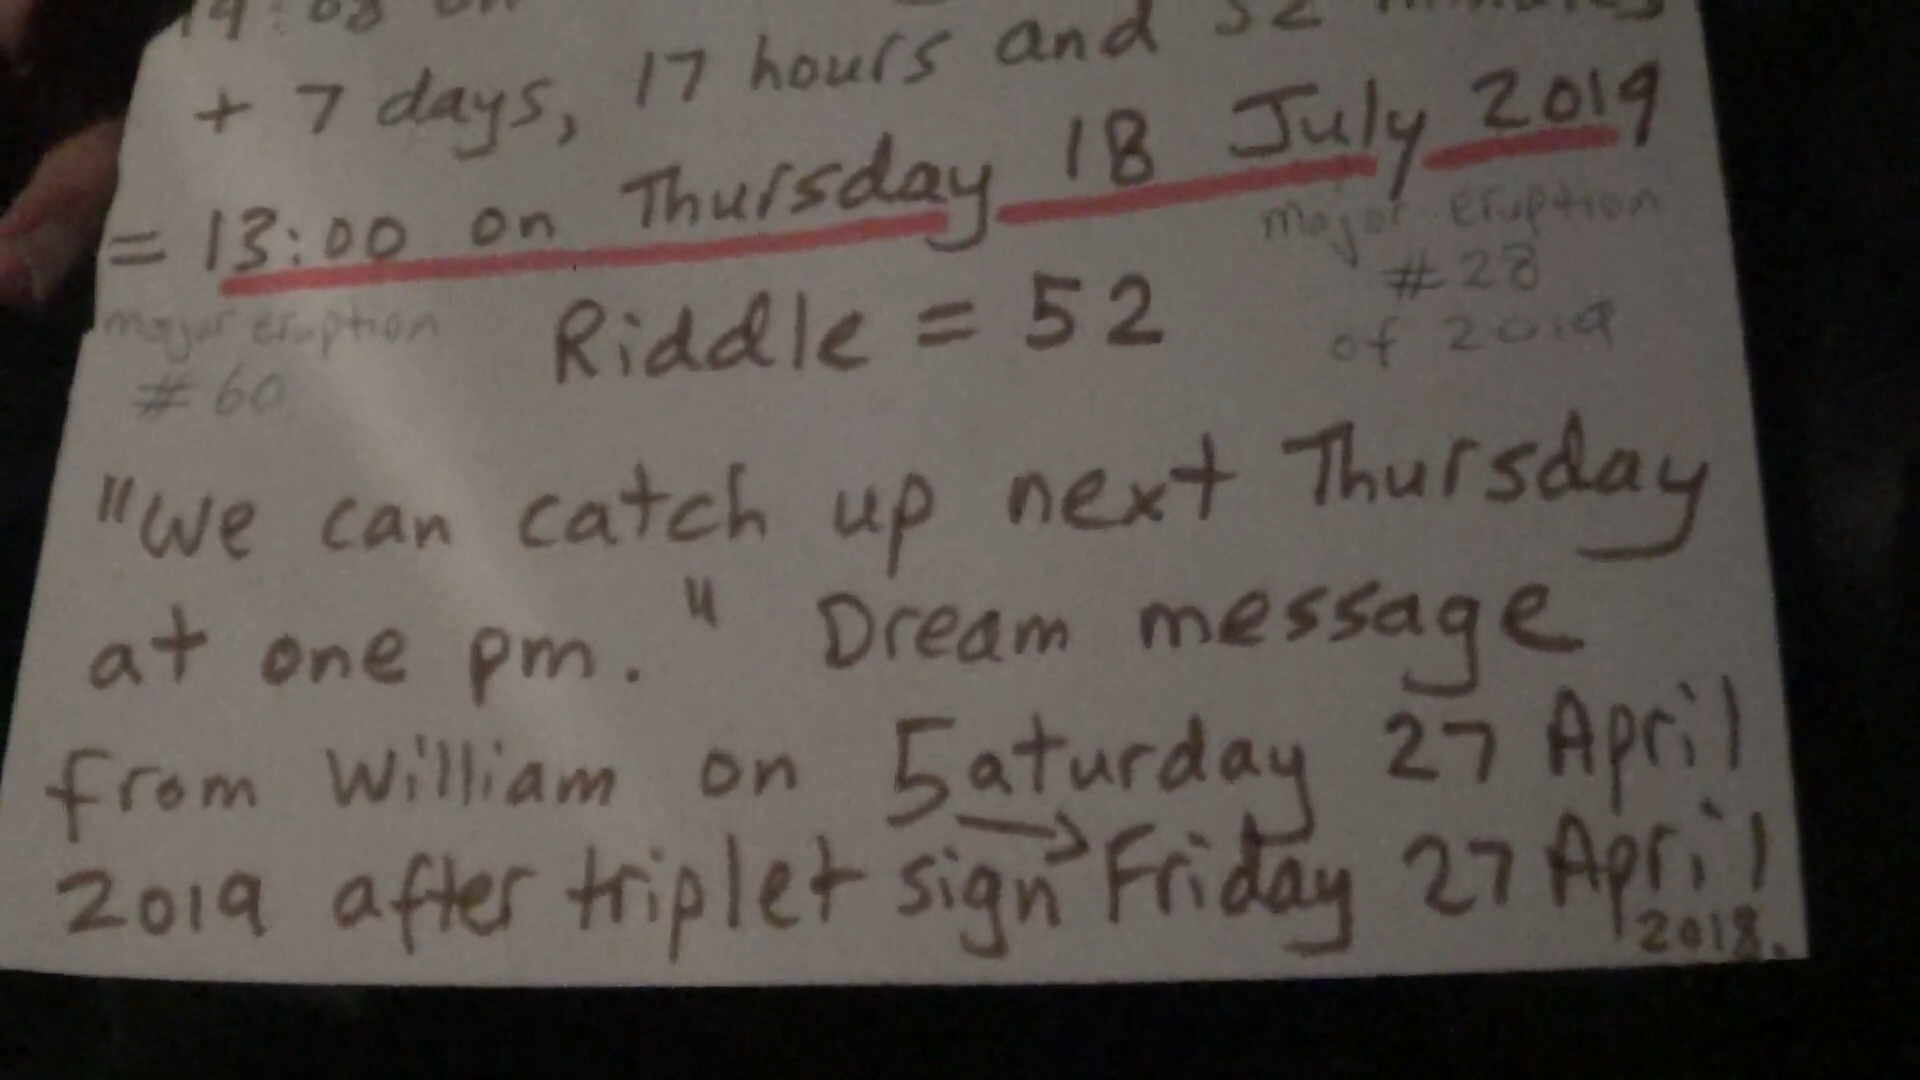 + 7 days, 17 hours and 52
= 13:00 on Thursday 18 July 2019
major eruption #60
major eruption #28 of 2019
Riddle = 52
"We can catch up next Thursday
at one pm." Dream message
from William on 5aturday 27 April
2019 after triplet sign → Friday 27 April
2018.